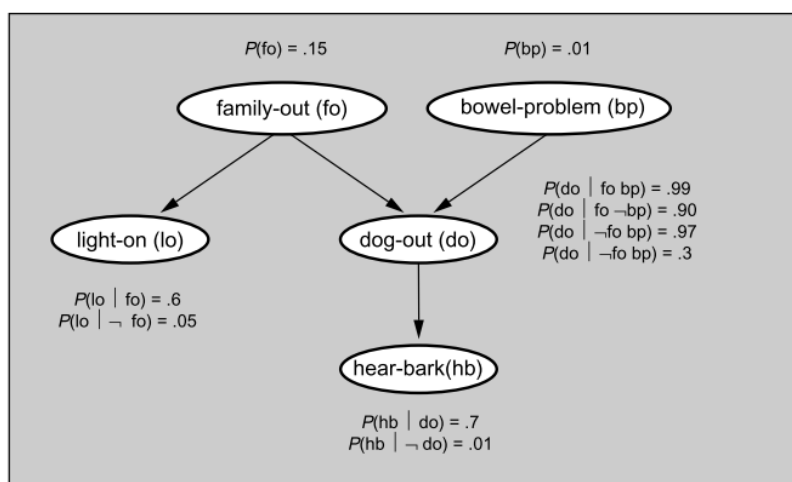 P(fo) = .15
P(bp) = .01
family-out (fo)
bowel-problem (bp)
P(do | fo bp) = .99
P(do | fo ¬bp) = .90
P(do | ¬fo bp) = .97
P(do | ¬fo bp) = .3
light-on (lo)
dog-out (do)
P(lo | fo) = .6
P(lo | ¬ fo) = .05
hear-bark(hb)
P(hb | do) = .7
P(hb | ¬ do) = .01